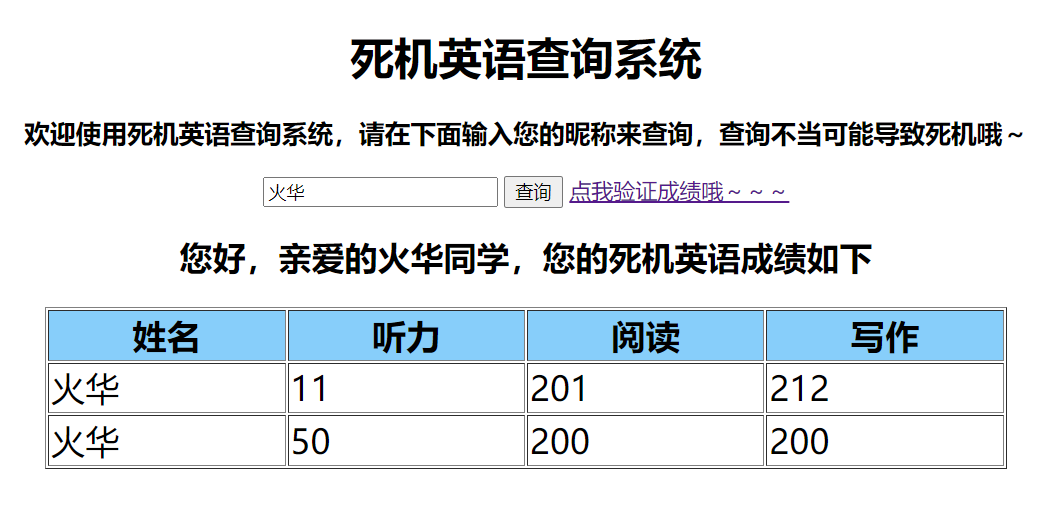 死机英语查询系统
欢迎使用死机英语查询系统，请在下面输入您的昵称来查询，查询不当可能导致死机哦～
火华 查询 点我验证成绩哦～～～
您好，亲爱的火华同学，您的死机英语成绩如下
姓名 听力 阅读 写作
火华 11 201 212
火华 50 200 200